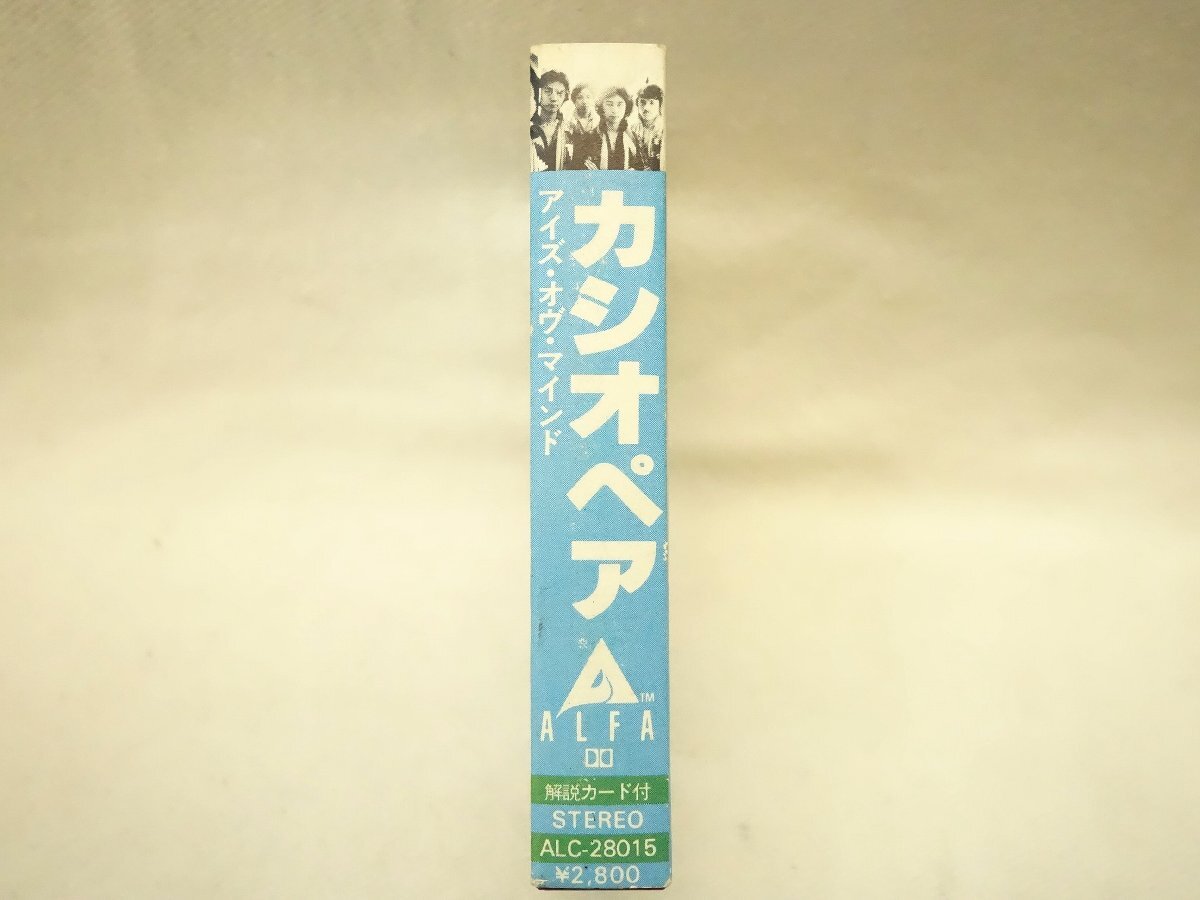 カシオペア
アイズ・オヴ・マインド
TM
ALFA
解説カード付
STEREO
ALC-28015
¥2,800